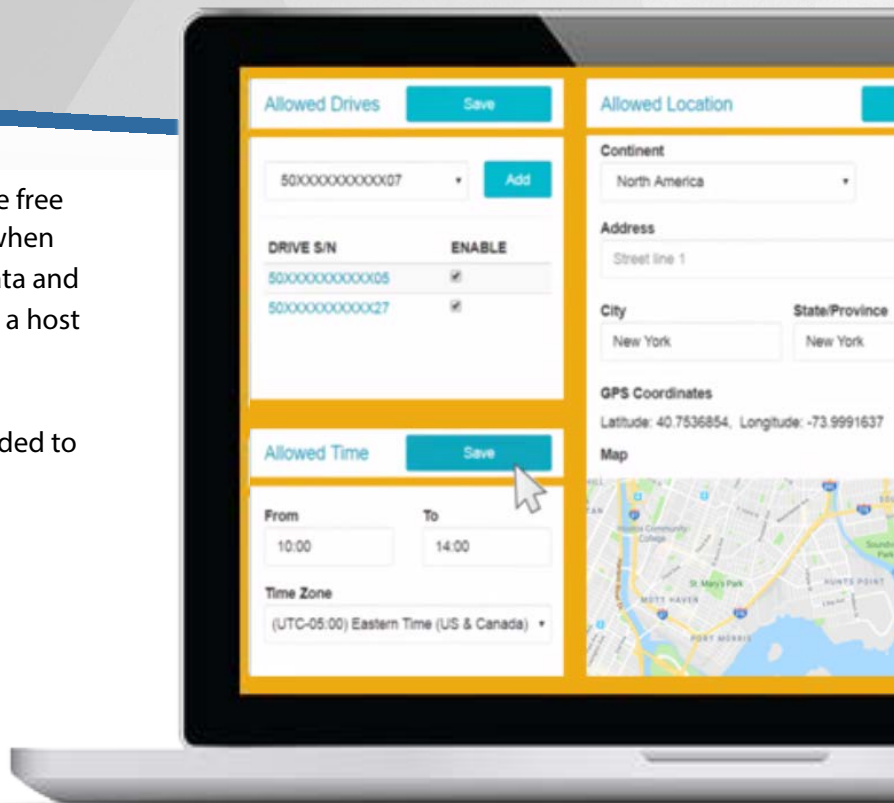 e free
when
ta and
a host
ded to
Allowed Drives
Save
50XXXXXXXXXX07
Add
DRIVE S/N
ENABLE
50XXXXXXXXXX05
50XXXXXXXXXX27
Allowed Time
Save
From
To
10:00
14:00
Time Zone
(UTC-05:00) Eastern Time (US & Canada)
Allowed Location
Continent
North America
Address
Street line 1
City
State/Province
New York
New York
GPS Coordinates
Latitude: 40.7536854, Longitude: -73.9991637
Map
Hostos Community
College
St. Mary's Park
MOTT HAVEN
PORT MORRIS
HUNTS POINT